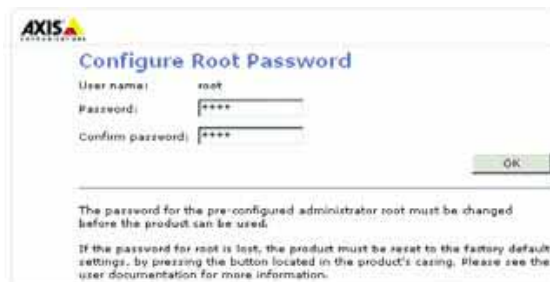 AXIS
COMMUNICATIONS
Configure Root Password
User name: root
Password: ****
Confirm password: ****
OK
The password for the pre-configured administrator root must be changed
before the product can be used.
If the password for root is lost, the product must be reset to the factory default
settings, by pressing the button located in the product's casing. Please see the
user documentation for more information.